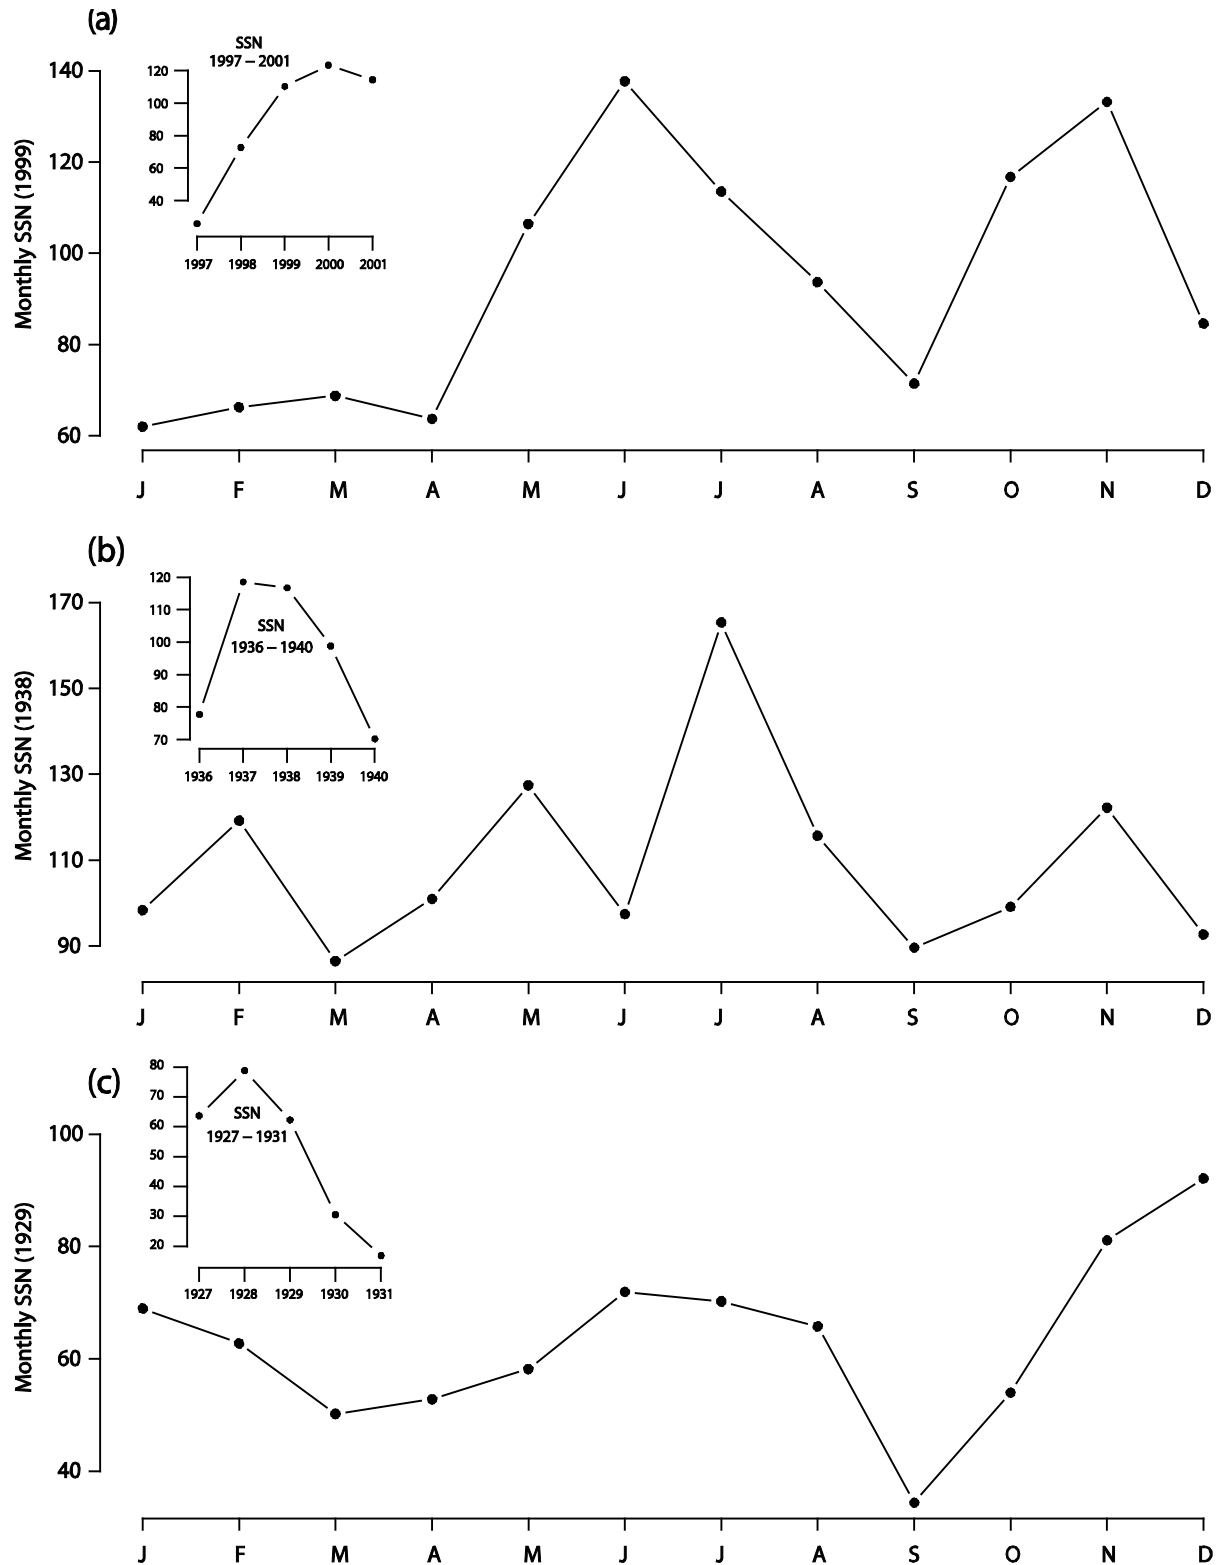 (a)
SSN
1997 – 2001
120
100
80
60
40
1997 1998 1999 2000 2001
140
120
100
80
60
Monthly SSN (1999)
J F M A M J J A S O N D
(b)
120
110
100
90
80
70
SSN
1936 – 1940
1936 1937 1938 1939 1940
170
150
130
110
90
Monthly SSN (1938)
J F M A M J J A S O N D
(c)
80
70
60
50
40
30
20
SSN
1927 – 1931
1927 1928 1929 1930 1931
100
80
60
40
Monthly SSN (1929)
J F M A M J J A S O N D